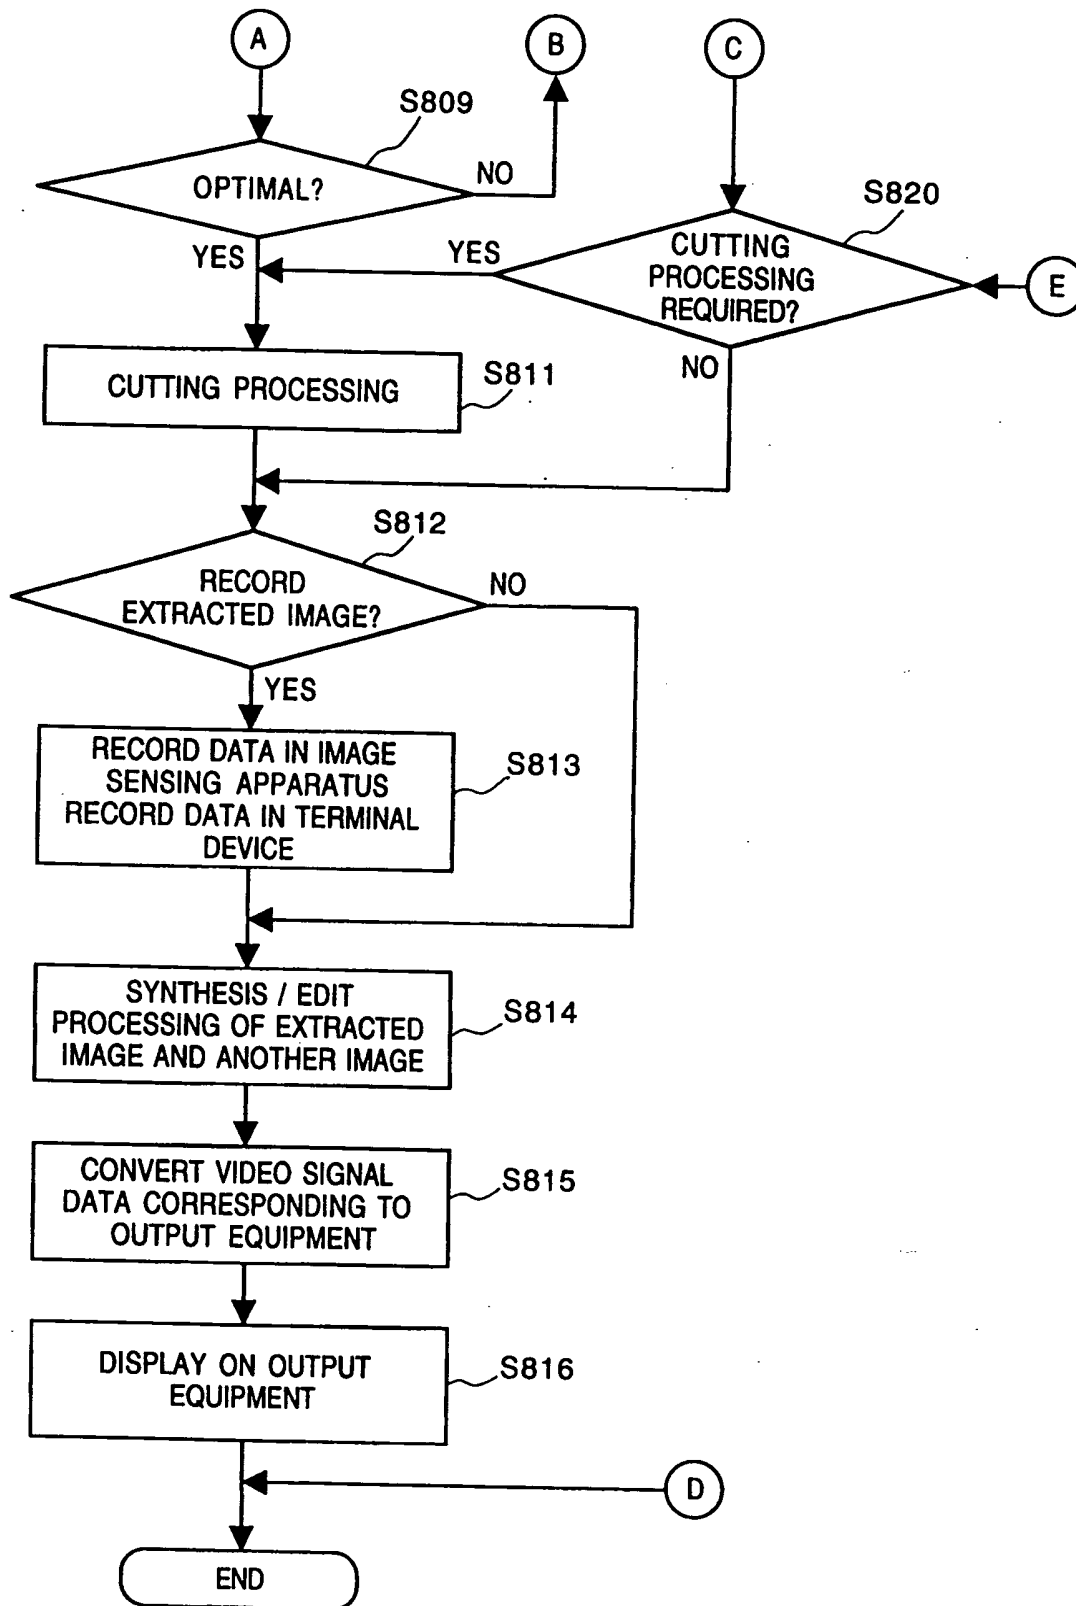 A
B
C
S809
OPTIMAL?
NO
YES
S820
CUTTING
PROCESSING
REQUIRED?
YES
E
NO
CUTTING PROCESSING
S811
S812
RECORD
EXTRACTED IMAGE?
NO
YES
RECORD DATA IN IMAGE
SENSING APPARATUS
RECORD DATA IN TERMINAL
DEVICE
S813
SYNTHESIS / EDIT
PROCESSING OF EXTRACTED
IMAGE AND ANOTHER IMAGE
S814
CONVERT VIDEO SIGNAL
DATA CORRESPONDING TO
OUTPUT EQUIPMENT
S815
DISPLAY ON OUTPUT
EQUIPMENT
S816
D
END